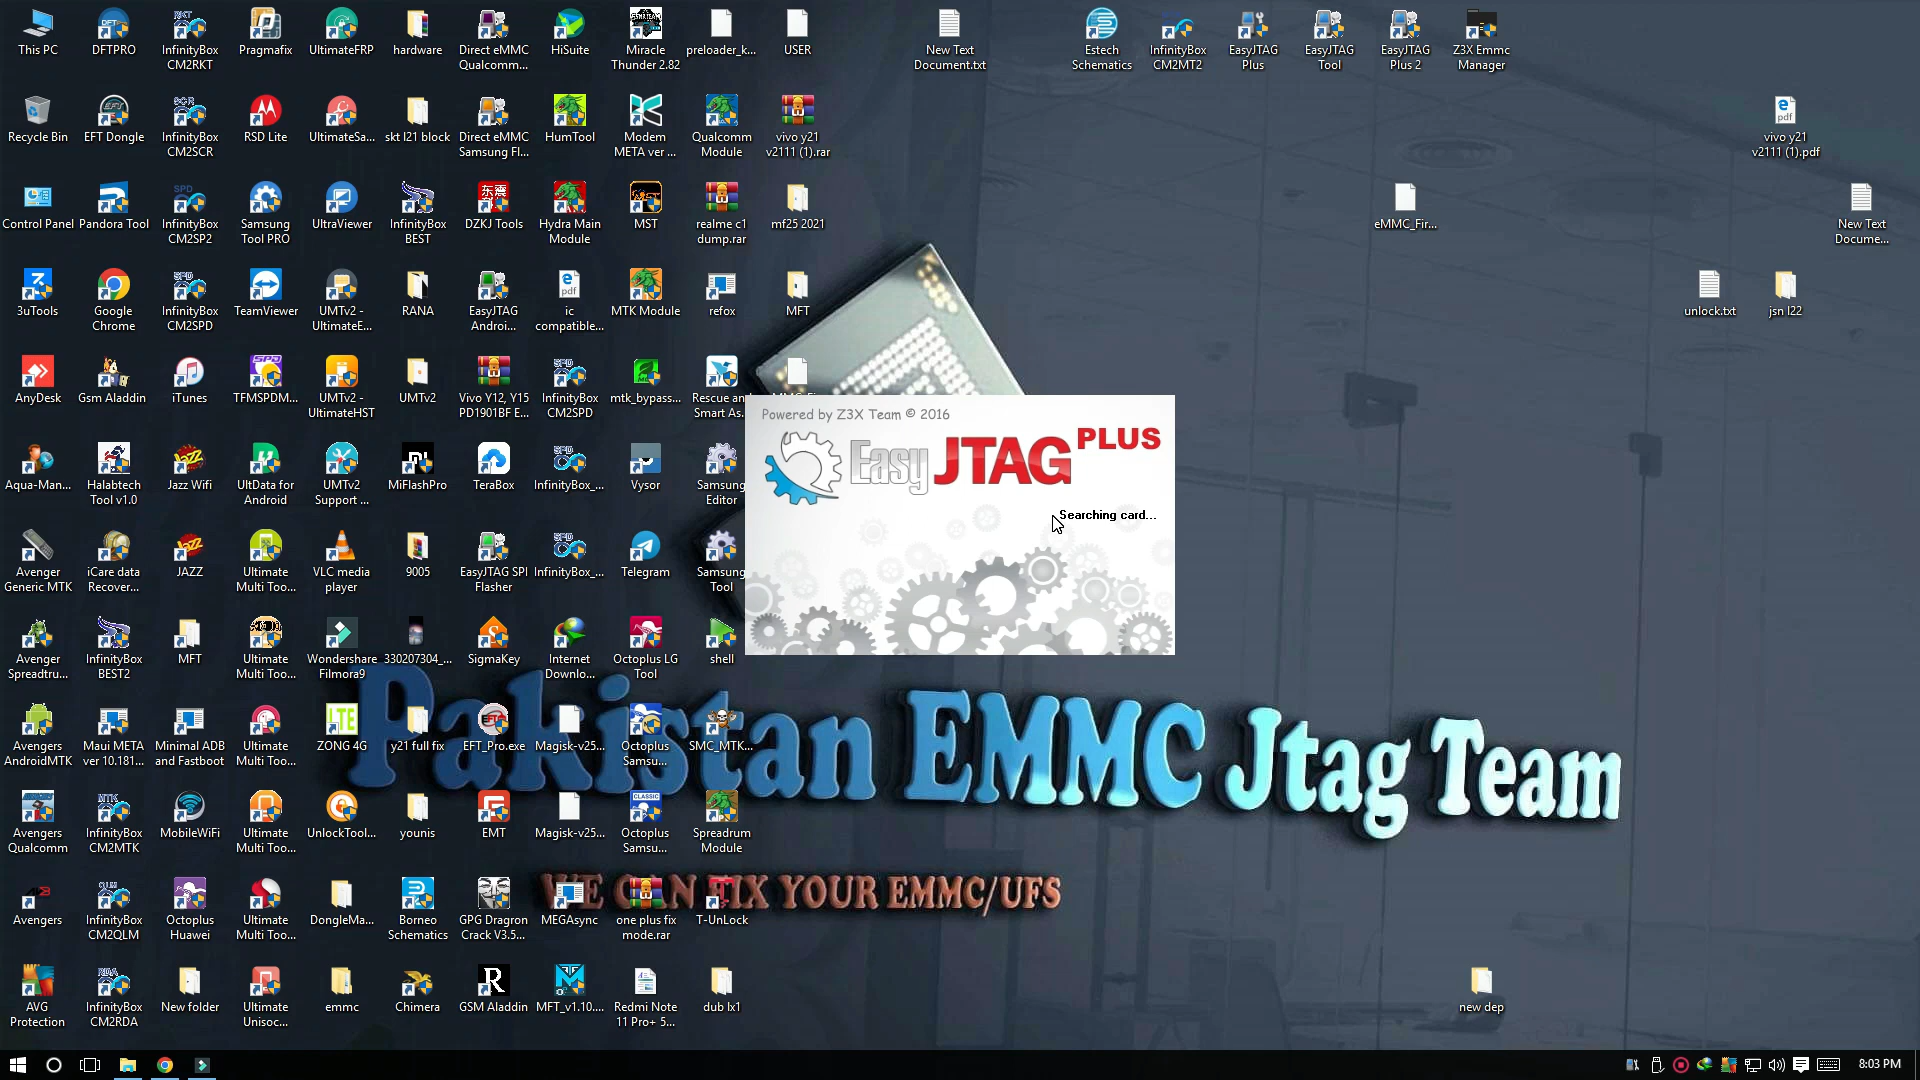 This PC
DFTPRO
InfinityBox
CM2RKT
Pragmafix
UltimateFRP
hardware
Direct eMMC
Qualcomm...
HiSuite
Miracle
Thunder 2.82
preloader_k...
USER
New Text
Document.txt
Estech
Schematics
InfinityBox
CM2MT2
EasyJTAG
Plus
EasyJTAG
Tool
EasyJTAG
Plus 2
Z3X Emmc
Manager
Recycle Bin
EFT Dongle
InfinityBox
CM2SCR
RSD Lite
UltimateSa...
skt l21 block
Direct eMMC
Samsung Fl...
HumTool
Modem
META ver ...
Qualcomm
Module
vivo y21
v2111 (1).rar
vivo y21
v2111 (1).pdf
Control Panel
Pandora Tool
InfinityBox
CM2SP2
Samsung
Tool PRO
UltraViewer
InfinityBox
BEST
DZKJ Tools
Hydra Main
Module
MST
realme c1
dump.rar
mf25 2021
eMMC_Fir...
New Text
Docume...
3uTools
Google
Chrome
InfinityBox
CM2SPD
TeamViewer
UMTv2 -
UltimateE...
RANA
EasyJTAG
Androi...
ic
compatible...
MTK Module
refox
MFT
unlock.txt
jsn l22
AnyDesk
Gsm Aladdin
iTunes
TFMSPDM...
UMTv2 -
UltimateHST
UMTv2
Vivo Y12, Y15
PD1901BF E...
InfinityBox
CM2SPD
mtk_bypass...
Rescue and
Smart As...
Powered by Z3X Team © 2016
Easy JTAG PLUS
Searching card...
Aqua-Man...
Halabtech
Tool v1.0
Jazz Wifi
UltData for
Android
UMTv2
Support ...
MiFlashPro
TeraBox
InfinityBox_...
Vysor
Samsung
Editor
Avenger
Generic MTK
iCare data
Recover...
JAZZ
Ultimate
Multi Too...
VLC media
player
9005
EasyJTAG SPI
Flasher
InfinityBox_...
Telegram
Samsung
Tool
Avenger
Spreadtru...
InfinityBox
BEST2
MFT
Ultimate
Multi Too...
Wondershare
Filmora9
330207304_...
SigmaKey
Internet
Downlo...
Octoplus LG
Tool
shell
Pakistan EMMC Jtag Team
Avengers
AndroidMTK
Maui META
ver 10.181...
Minimal ADB
and Fastboot
Ultimate
Multi Too...
ZONG 4G
y21 full fix
EFT_Pro.exe
Magisk-v25...
Octoplus
Samsu...
SMC_MTK...
Avengers
Qualcomm
InfinityBox
CM2MTK
MobileWiFi
Ultimate
Multi Too...
UnlockTool...
younis
EMT
Magisk-v25...
Octoplus
Samsu...
Spreadrum
Module
WE CAN FIX YOUR EMMC/UFS
Avengers
InfinityBox
CM2QLM
Octoplus
Huawei
Ultimate
Multi Too...
DongleMa...
Borneo
Schematics
GPG Dragron
Crack V3.5...
MEGAsync
one plus fix
mode.rar
T-UnLock
AVG
Protection
InfinityBox
CM2RDA
New folder
Ultimate
Unisoc...
emmc
Chimera
GSM Aladdin
MFT_v1.10....
Redmi Note
11 Pro+ 5...
dub lx1
new dep
8:03 PM